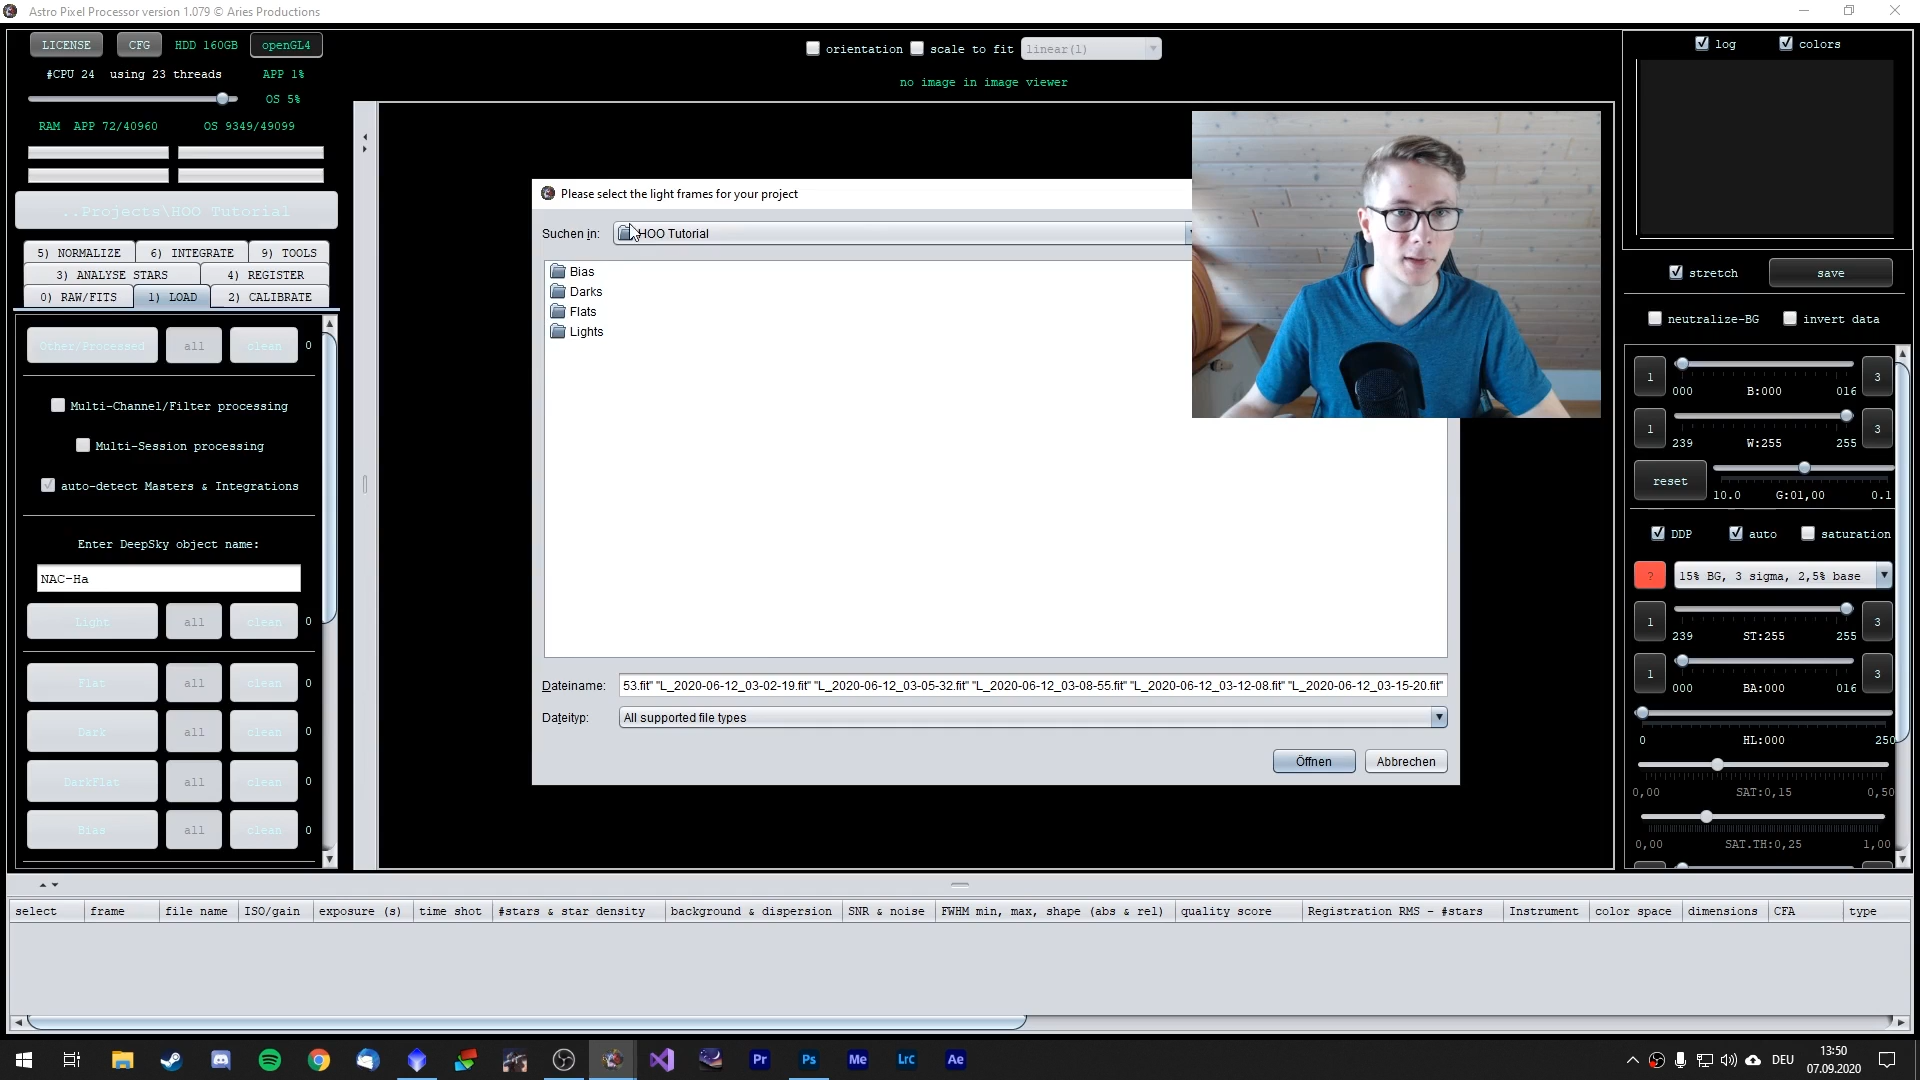 Astro Pixel Processor version 1.079 © Aries Productions
LICENSE CFG HDD 160GB openGL4
#CPU 24 using 23 threads APP 1%
OS 5%
RAM APP 72/40960 OS 9349/49099
..Projects\HOO Tutorial
5) NORMALIZE 6) INTEGRATE 9) TOOLS
3) ANALYSE STARS 4) REGISTER
0) RAW/FITS 1) LOAD 2) CALIBRATE
Other/Processed all clean 0
Multi-Channel/Filter processing
Multi-Session processing
auto-detect Masters & Integrations
Enter DeepSky object name:
NAC-Ha
Light all clean 0
Flat all clean 0
Dark all clean 0
DarkFlat all clean 0
Bias all clean 0
orientation scale to fit linear(1)
no image in image viewer
Please select the light frames for your project
Suchen in: HOO Tutorial
Bias
Darks
Flats
Lights
Dateiname: 53.fit" "L_2020-06-12_03-02-19.fit" "L_2020-06-12_03-05-32.fit" "L_2020-06-12_03-08-55.fit" "L_2020-06-12_03-12-08.fit" "L_2020-06-12_03-15-20.fit"
Dateityp: All supported file types
Öffnen Abbrechen
log colors
stretch save
neutralize-BG invert data
1 3
000 B:000 016
1 3
239 W:255 255
reset
10.0 G:01,00 0.1
DDP auto saturation
? 15% BG, 3 sigma, 2,5% base
1 3
239 ST:255 255
1 3
000 BA:000 016
0 HL:000 250
0,00 SAT:0,15 0,50
0,00 SAT.TH:0,25 1,00
select frame file name ISO/gain exposure (s) time shot #stars & star density background & dispersion SNR & noise FWHM min, max, shape (abs & rel) quality score Registration RMS - #stars Instrument color space dimensions CFA type
Pr Ps Me Lrc Ae
DEU
13:50
07.09.2020